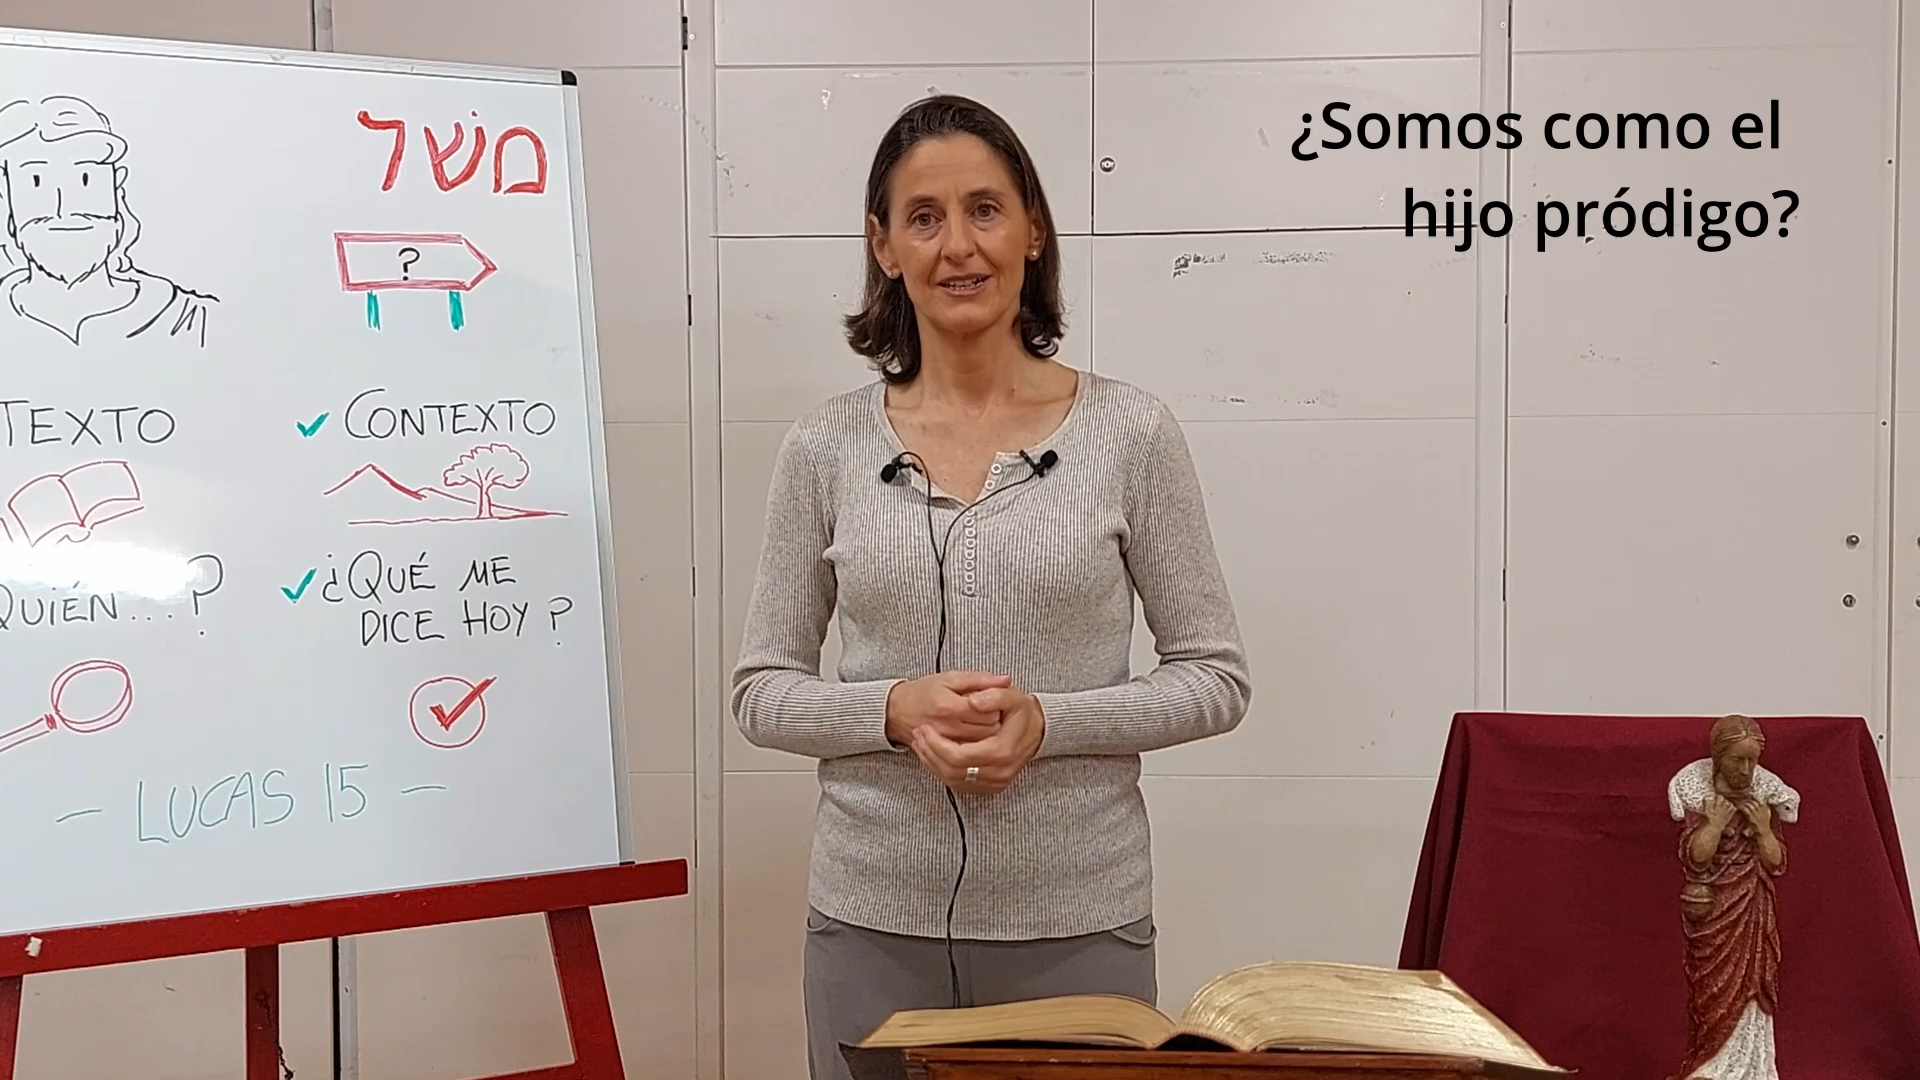 משל
?
TEXTO
✓ CONTEXTO
QUIÉN...?
✓ ¿QUÉ ME
DICE HOY?
- LUCAS 15 -
¿Somos como el
hijo pródigo?